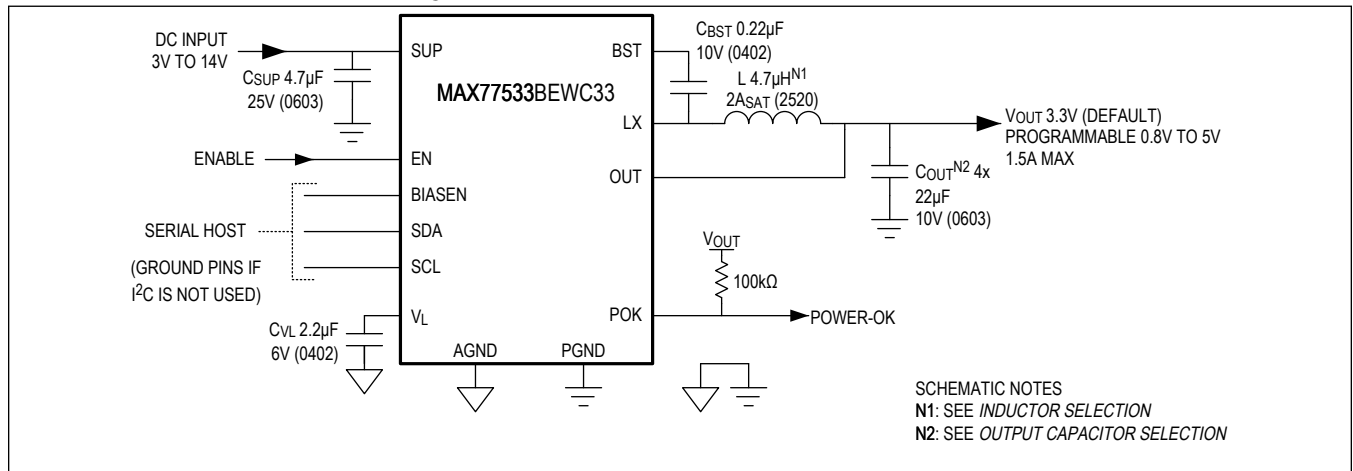 DC INPUT
3V TO 14V
CSUP 4.7µF
25V (0603)
SUP
BST
CBST 0.22µF
10V (0402)
MAX77533BEWC33
L 4.7µHN1
2ASAT (2520)
LX
VOUT 3.3V (DEFAULT)
PROGRAMMABLE 0.8V TO 5V
1.5A MAX
ENABLE
EN
OUT
COUTN2 4x
22µF
10V (0603)
BIASEN
SERIAL HOST
SDA
SCL
(GROUND PINS IF
I2C IS NOT USED)
VOUT
100kΩ
VL
CVL 2.2µF
6V (0402)
POK
POWER-OK
AGND
PGND
SCHEMATIC NOTES
N1: SEE INDUCTOR SELECTION
N2: SEE OUTPUT CAPACITOR SELECTION